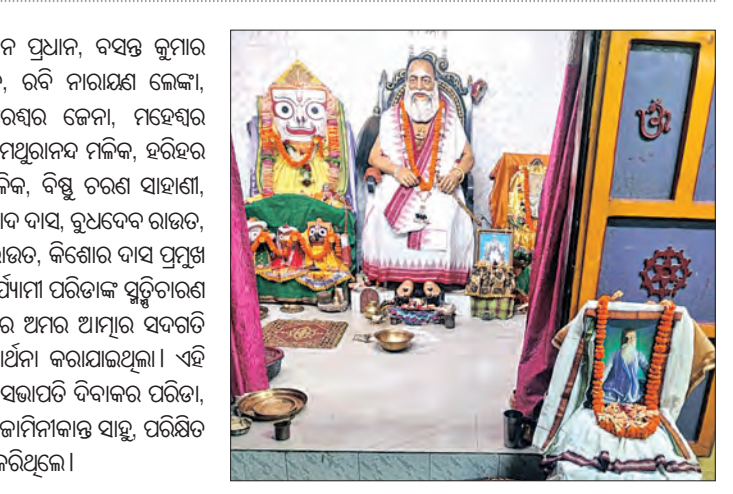 ନ ପ୍ରଧାନ, ବସନ୍ତ କୁମାର
ରବି ନାରାୟଣ ଲେଙ୍କା,
ରଶ୍ୱର ଜେନା, ମହେଶ୍ୱର
ମଥୁରାନନ୍ଦ ମଳିକ, ହରିହର
ଳିକ, ବିଷ୍ଣୁ ଚରଣ ସାହାଣୀ,
ଦ ଦାସ, ବୁଧଦେବ ରାଉତ,
ାଉତ, କିଶୋର ଦାସ ପ୍ରମୁଖ
ର୍ଯ୍ୟାମୀ ପରିଡାଙ୍କ ସ୍ମୃତିଚାରଣ
ର ଅମର ଆତ୍ମାର ସଦଗତି
ାର୍ଥନା କରାଯାଇଥିଲା। ଏହି
ସଭାପତି ଦିବାକର ପରିଡା,
ଜାମିନୀକାନ୍ତ ସାହୁ, ପରିକ୍ଷିତ
କରିଥିଲେ।
ଓଁ